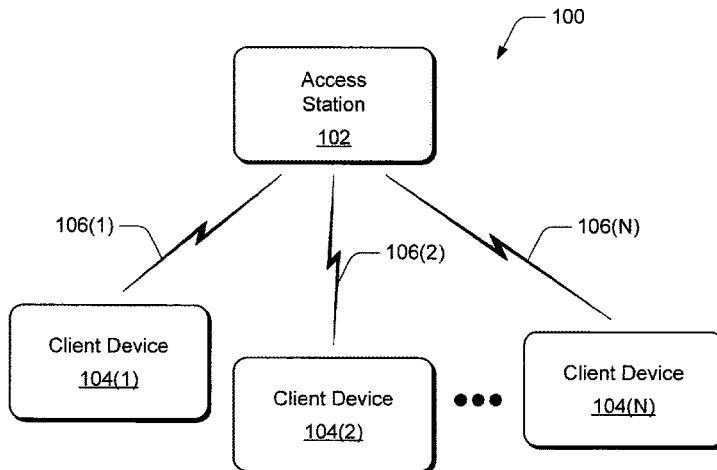 100
Access
Station
102
106(1)
106(2)
106(N)
Client Device
104(1)
Client Device
104(2)
Client Device
104(N)